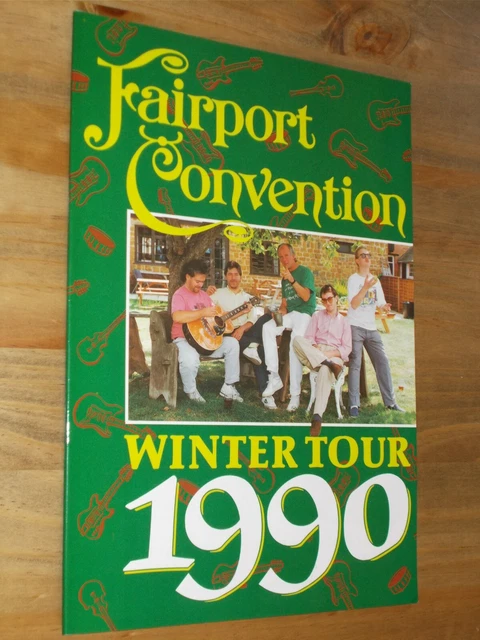 Fairport
Convention
WINTER TOUR
1990